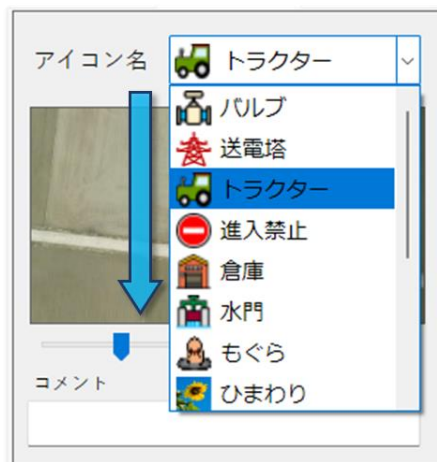 アイコン名
トラクター
バルブ
送電塔
トラクター
進入禁止
倉庫
水門
もぐら
ひまわり
コメント